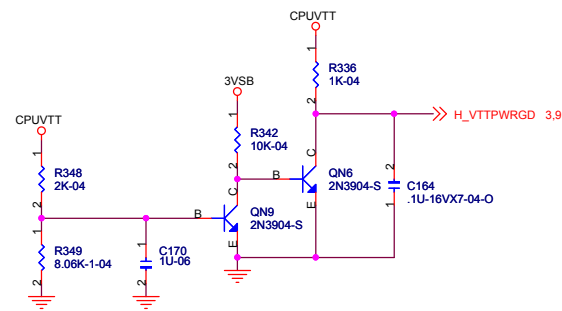 CPUVTT
1
R336
1K-04
2
3VSB
1
R342
10K-04
2
H_VTTPWRGD 3,9
CPUVTT
1
R348
2K-04
2
B
C
QN6
2N3904-S
E
2
C164
.1U-16VX7-04-O
1
B
C
QN9
2N3904-S
E
1
R349
8.06K-1-04
2
1
C170
1U-06
2